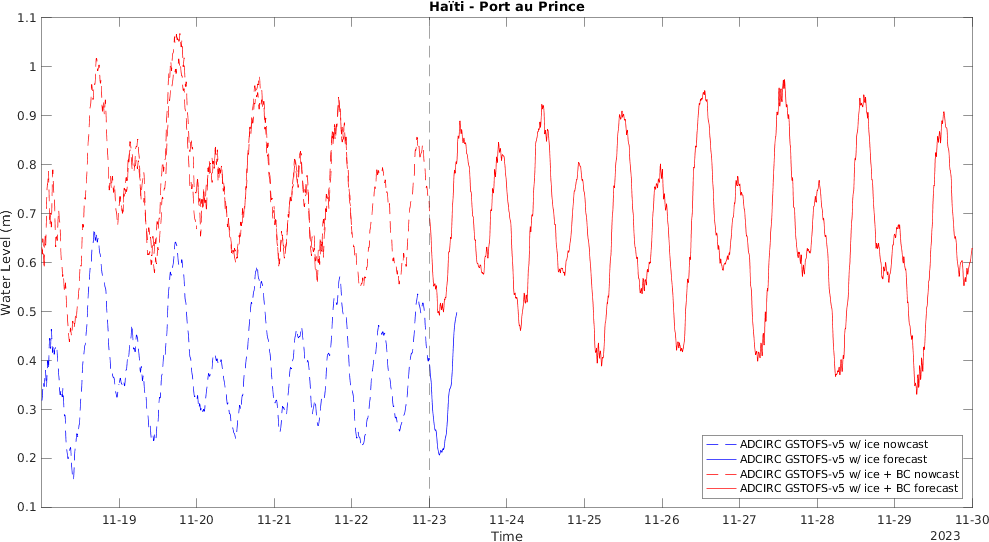 Haïti - Port au Prince
1.1
1
0.9
0.8
0.7
0.6
0.5
0.4
0.3
0.2
0.1
Water Level (m)
ADCIRC GSTOFS-v5 w/ ice nowcast
ADCIRC GSTOFS-v5 w/ ice forecast
ADCIRC GSTOFS-v5 w/ ice + BC nowcast
ADCIRC GSTOFS-v5 w/ ice + BC forecast
11-19 11-20 11-21 11-22 11-23 11-24 11-25 11-26 11-27 11-28 11-29 11-30
Time
2023